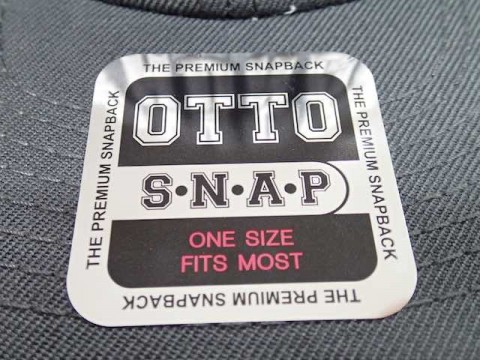 THE PREMIUM SNAPBACK
OTTO
S•N•A•P
ONE SIZE
FITS MOST
THE PREMIUM SNAPBACK
THE PREMIUM SNAPBACK
THE PREMIUM SNAPBACK